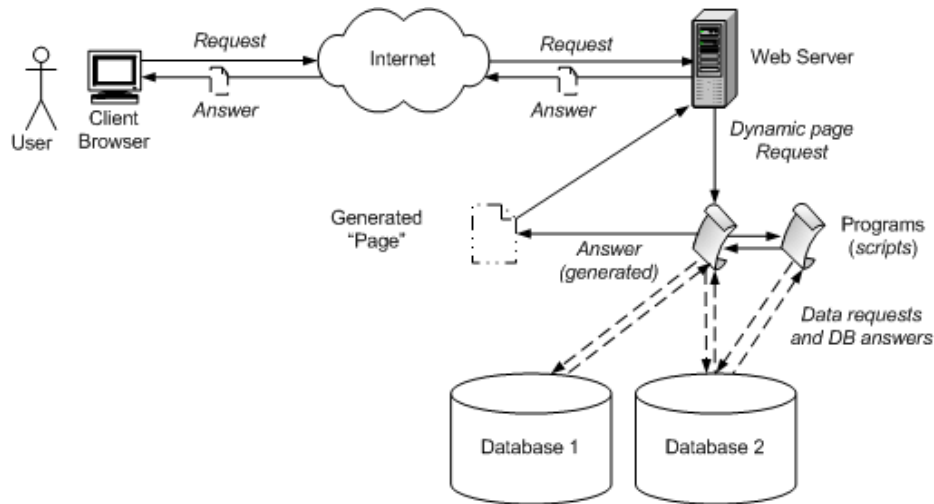 Request
Internet
Request
Web Server
Answer
Answer
User
Client
Browser
Dynamic page
Request
Generated
“Page”
Answer
(generated)
Programs
(scripts)
Data requests
and DB answers
Database 1
Database 2